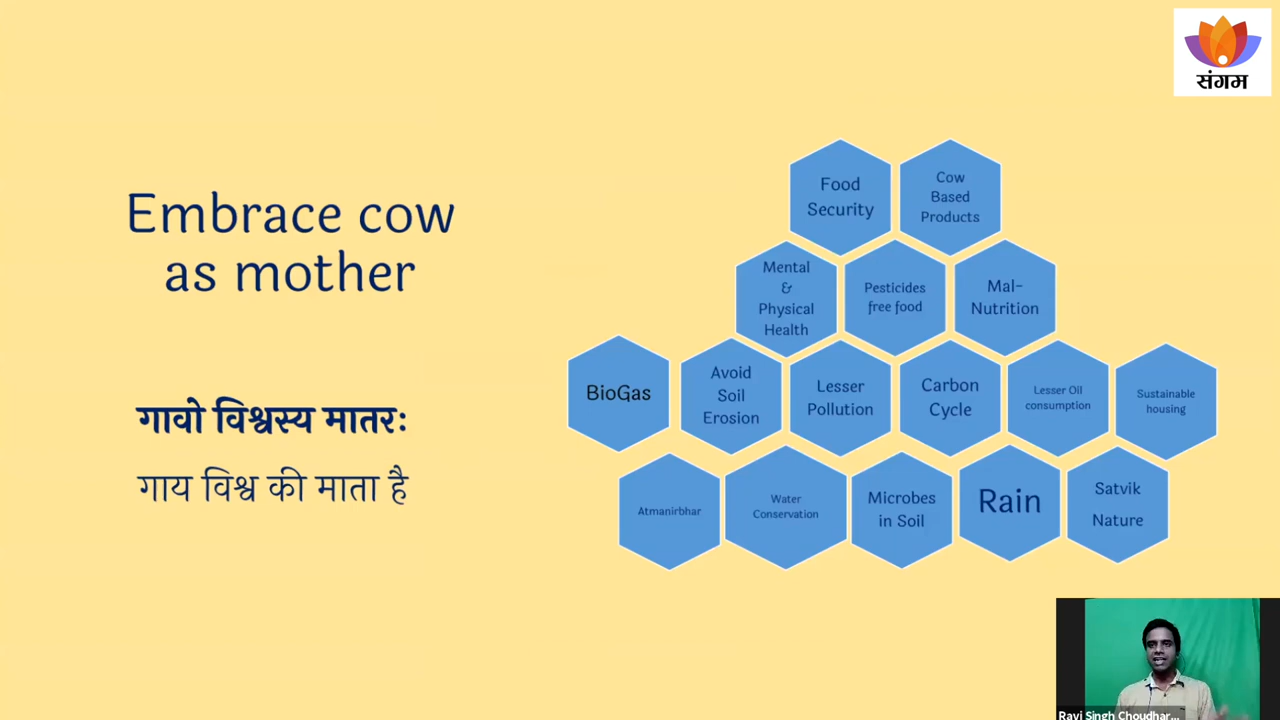 संगम
Embrace cow
as mother
गावो विश्वस्य मातरः
गाय विश्व की माता है
Food
Security
Cow
Based
Products
Mental
&
Physical
Health
Pesticides
free food
Mal-
Nutrition
BioGas
Avoid
Soil
Erosion
Lesser
Pollution
Carbon
Cycle
Lesser Oil
consumption
Sustainable
housing
Atmanirbhar
Water
Conservation
Microbes
in Soil
Rain
Satvik
Nature
Ravi Singh Choudhar...